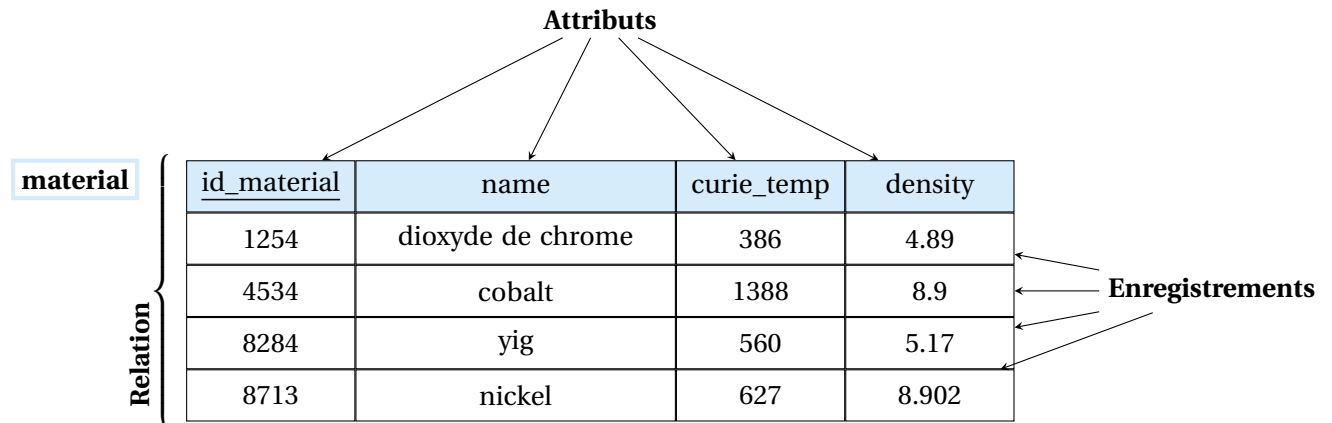 Attributs
material
id_material name curie_temp density
1254 dioxyde de chrome 386 4.89
4534 cobalt 1388 8.9
Enregistrements
8284 yig 560 5.17
8713 nickel 627 8.902
Relation